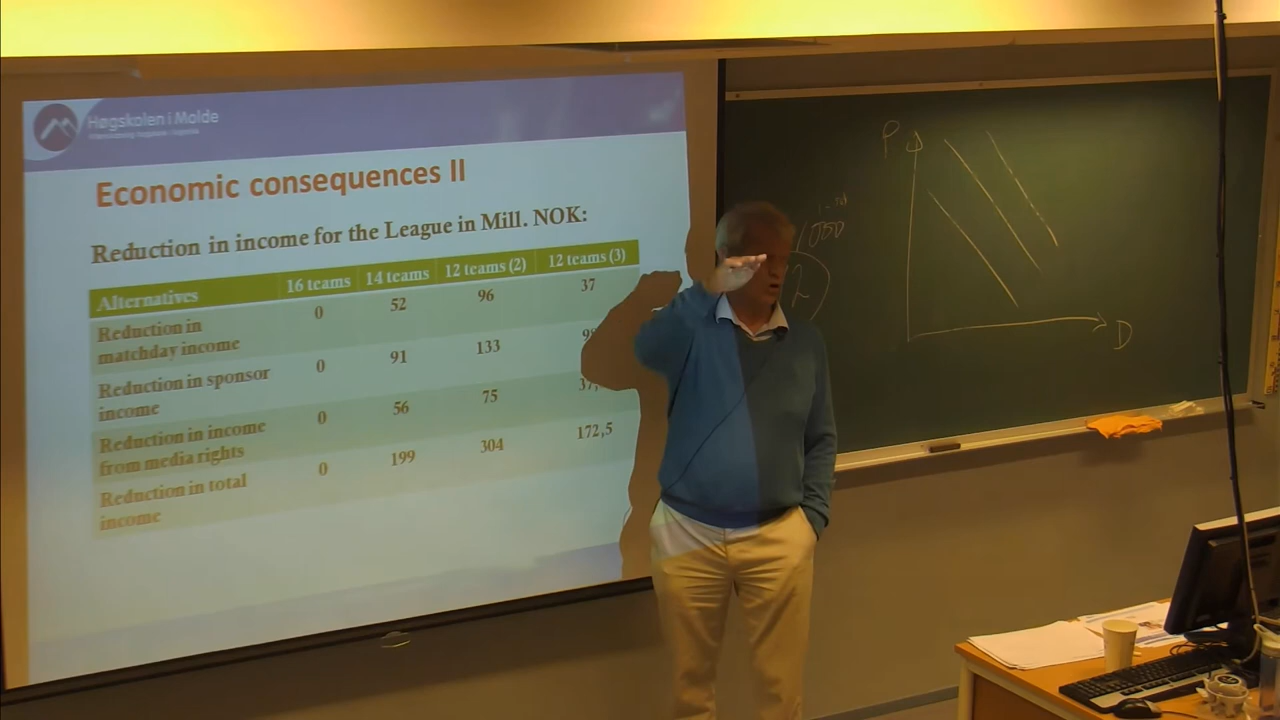 Høgskolen i Molde
Economic consequences II
Reduction in income for the League in Mill. NOK:
Alternatives 16 teams 14 teams 12 teams (2) 12 teams (3)
Reduction in
matchday income 0 52 96 37
Reduction in sponsor
income 0 91 133
Reduction in income
from media rights 0 56 75
Reduction in total
income 0 199 304 172,5
P
D